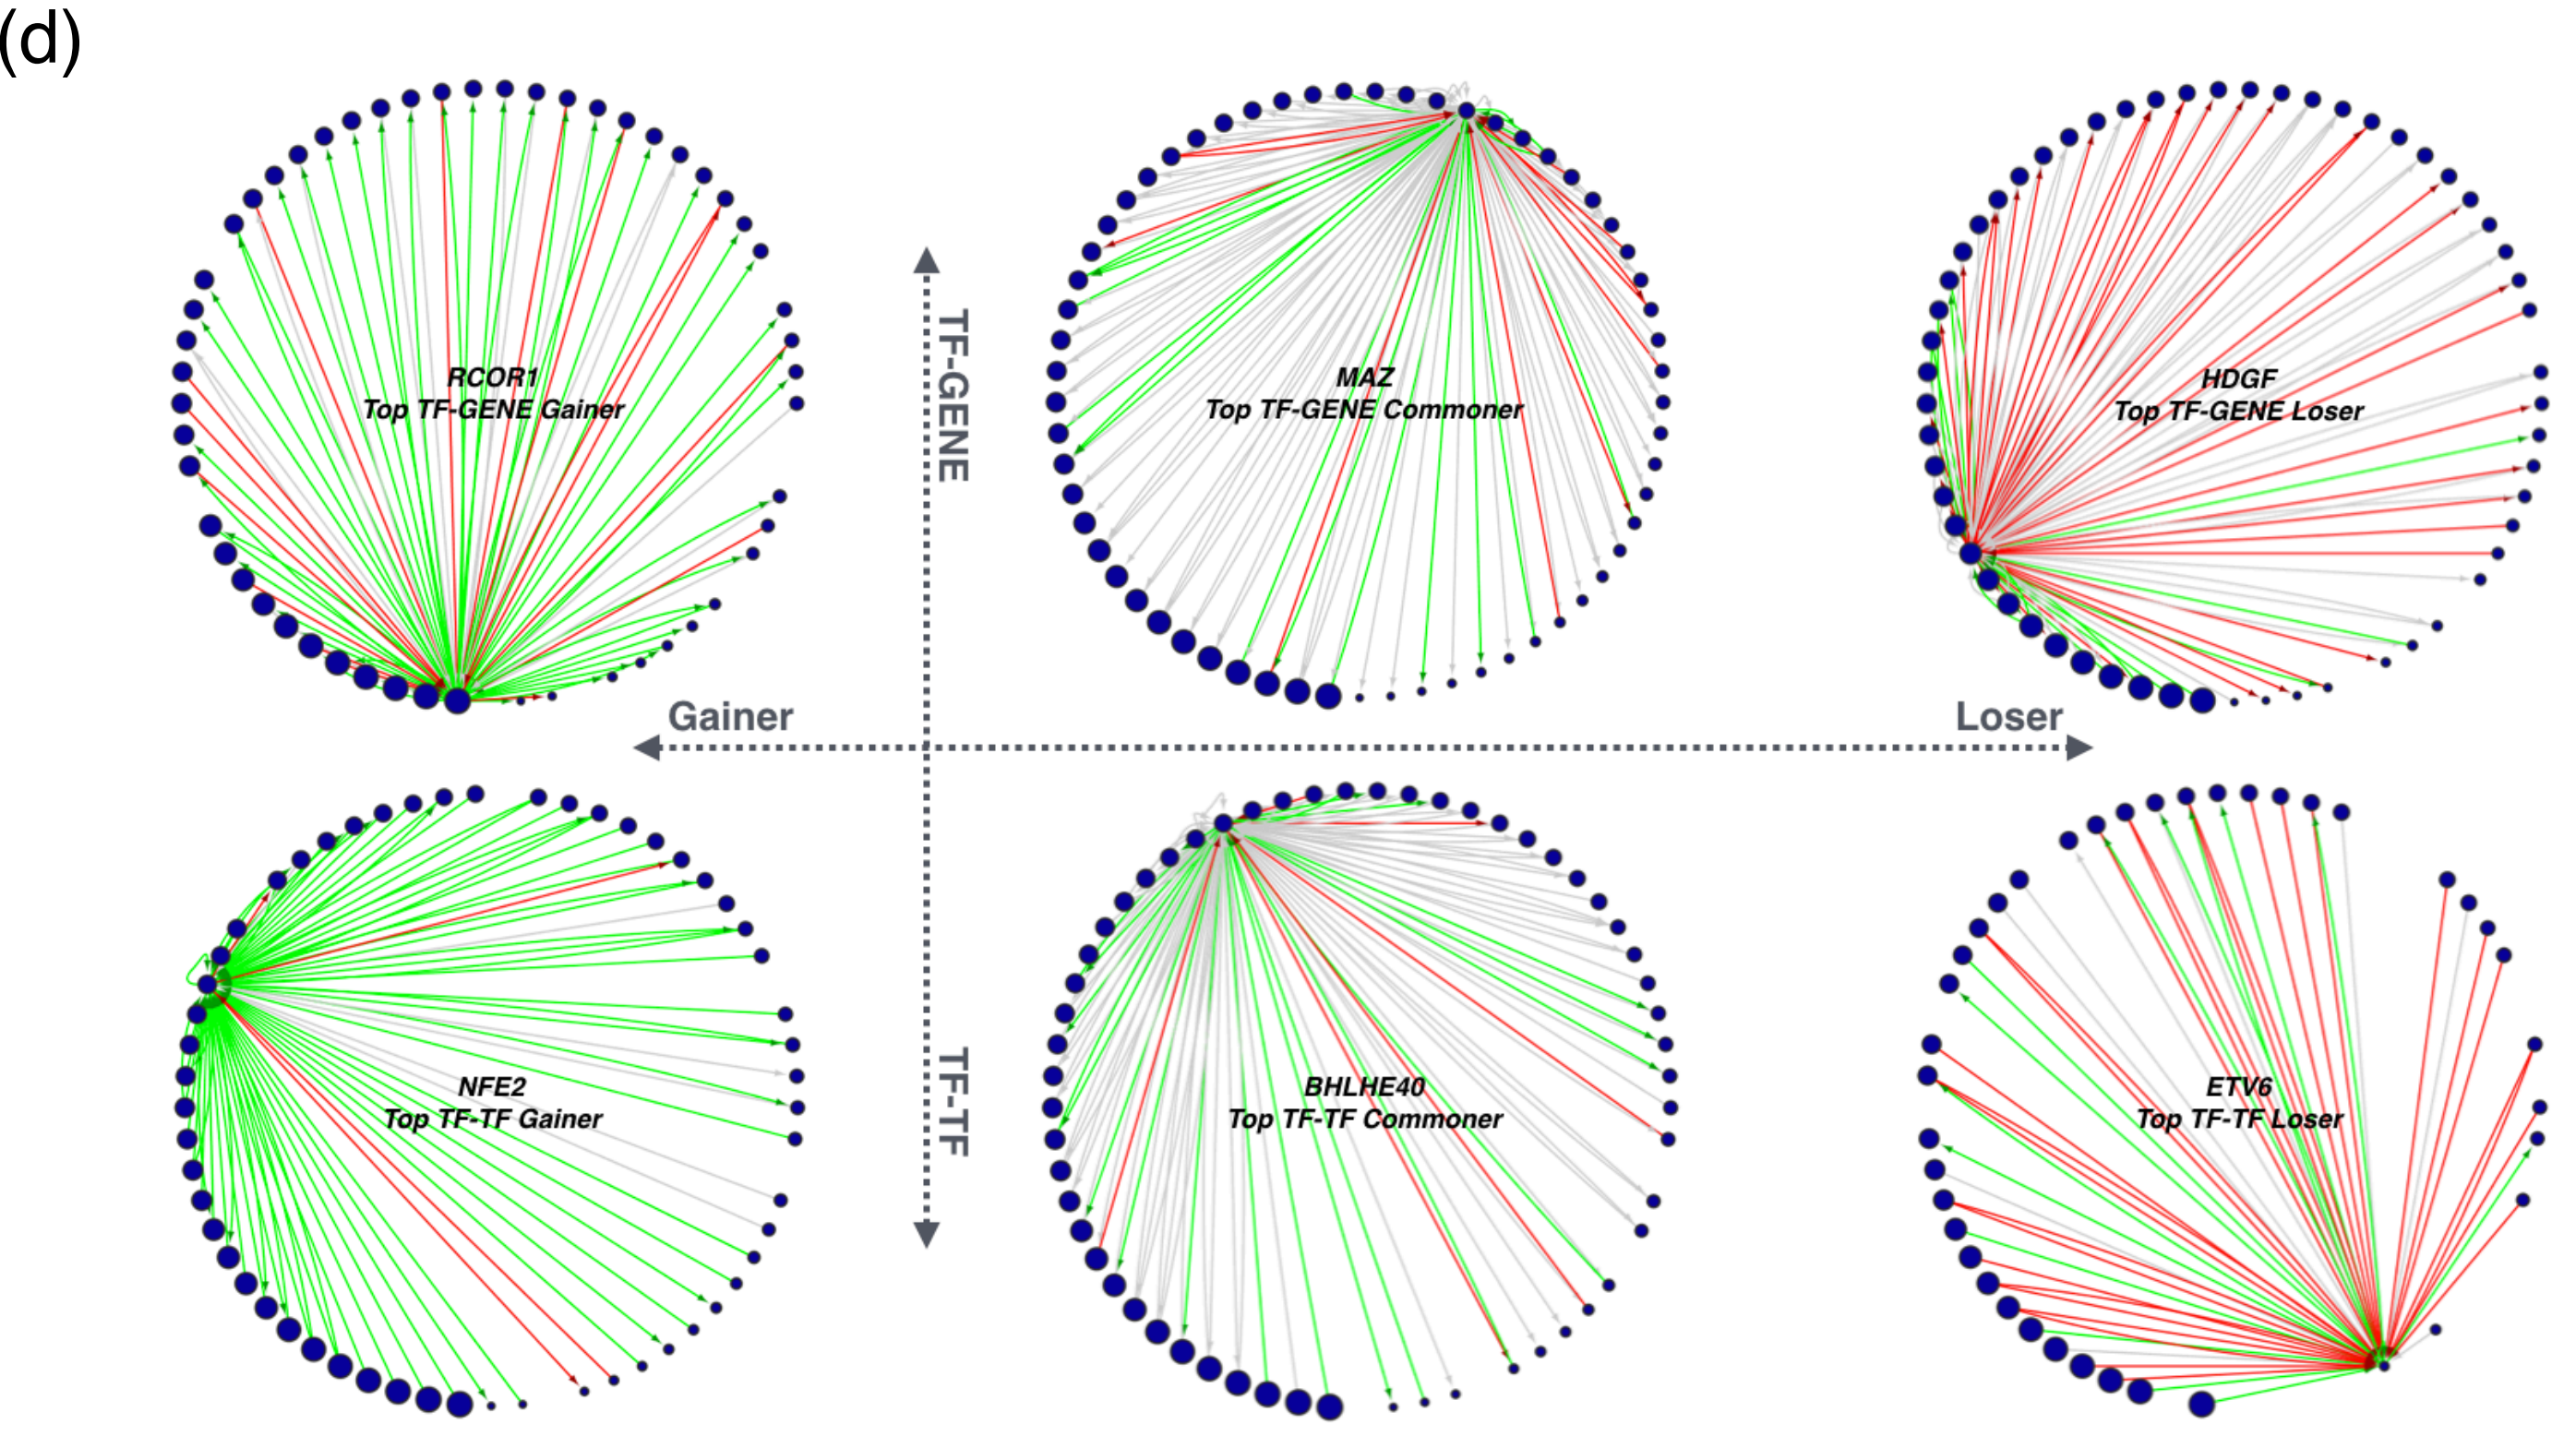 (d)
RCOR1
Top TF-GENE Gainer
TF-GENE
MAZ
Top TF-GENE Commoner
HDGF
Top TF-GENE Loser
Gainer
Loser
NFE2
Top TF-TF Gainer
TF-TF
BHLHE40
Top TF-TF Commoner
ETV6
Top TF-TF Loser